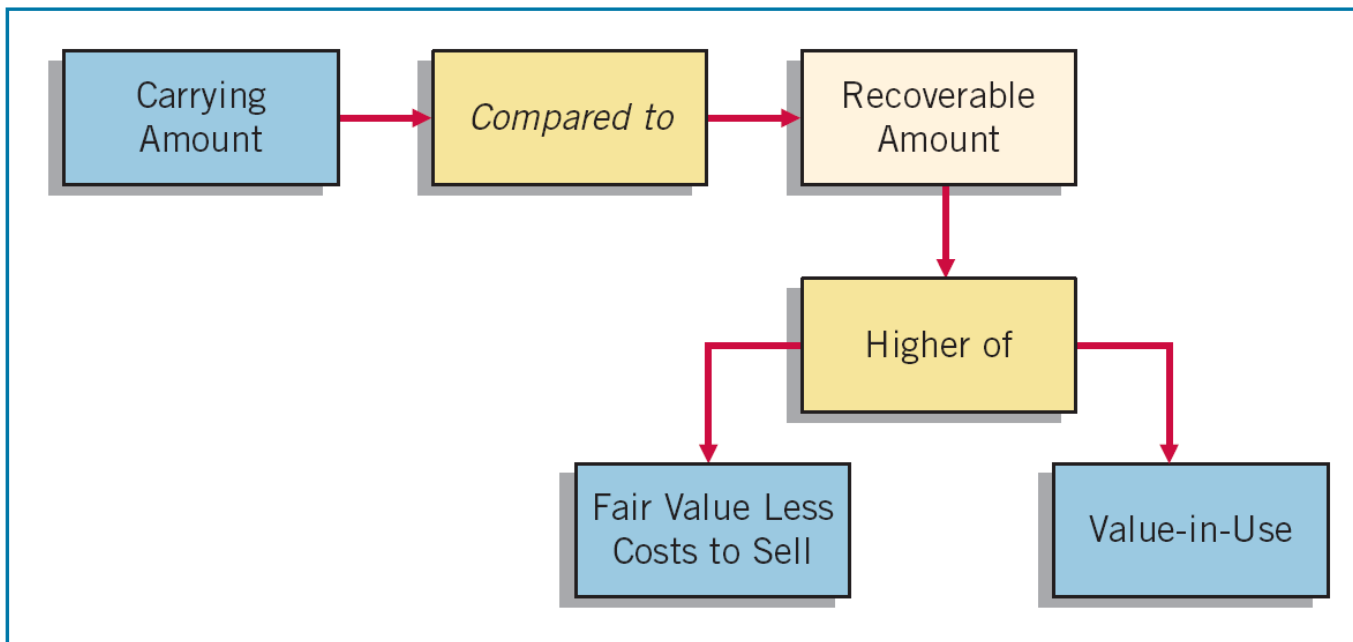 Carrying
Amount
Compared to
Recoverable
Amount
Higher of
Fair Value Less
Costs to Sell
Value-in-Use